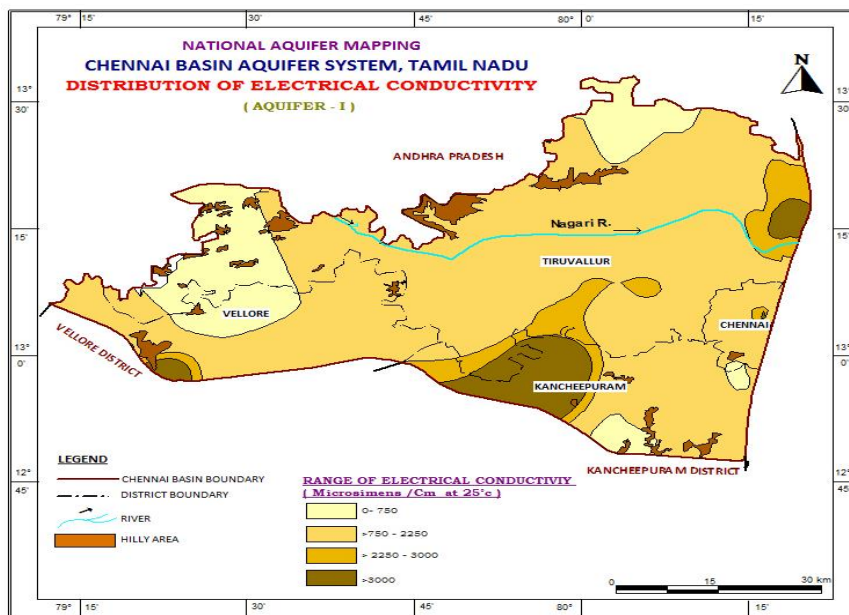 79° 15' 30' 45' 80° 0' 15'
NATIONAL AQUIFER MAPPING
CHENNAI BASIN AQUIFER SYSTEM, TAMIL NADU
DISTRIBUTION OF ELECTRICAL CONDUCTIVITY
( AQUIFER - I )
N
13° 30'
13° 30'
ANDHRA PRADESH
Nagari R.
15'
15'
TIRUVALLUR
VELLORE
CHENNAI
VELLORE DISTRICT
13° 0'
13° 0'
KANCHEEPURAM
KANCHEEPURAM DISTRICT
12° 45'
12° 45'
LEGEND
CHENNAI BASIN BOUNDARY
DISTRICT BOUNDARY
RIVER
HILLY AREA
RANGE OF ELECTRICAL CONDUCTIVIY
( Microsimens /Cm at 25°c )
0- 750
>750 - 2250
> 2250 - 3000
>3000
0 15 30 km
79° 15' 30' 45' 80° 0' 15'